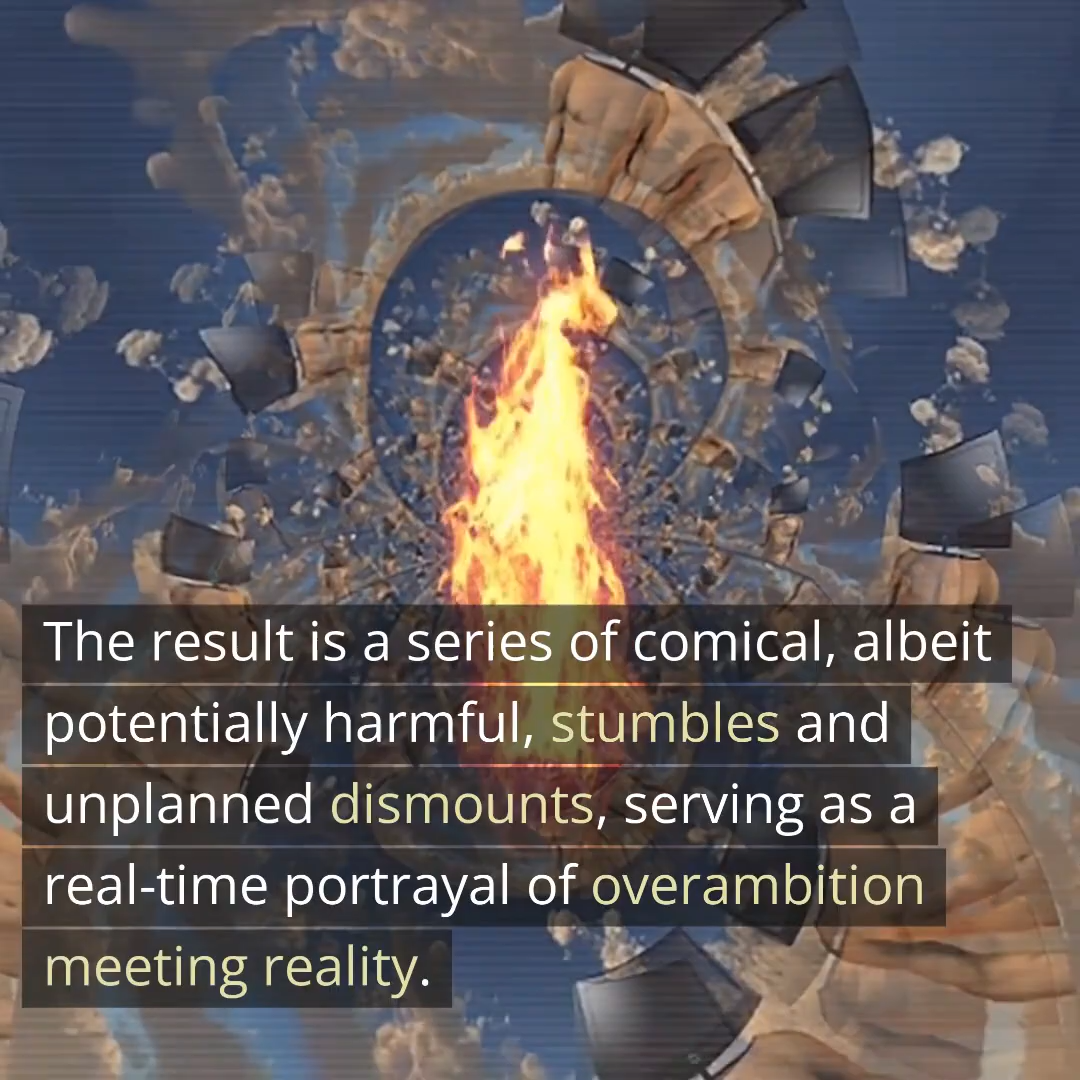 The result is a series of comical, albeit
potentially harmful, stumbles and
unplanned dismounts, serving as a
real-time portrayal of overambition
meeting reality.